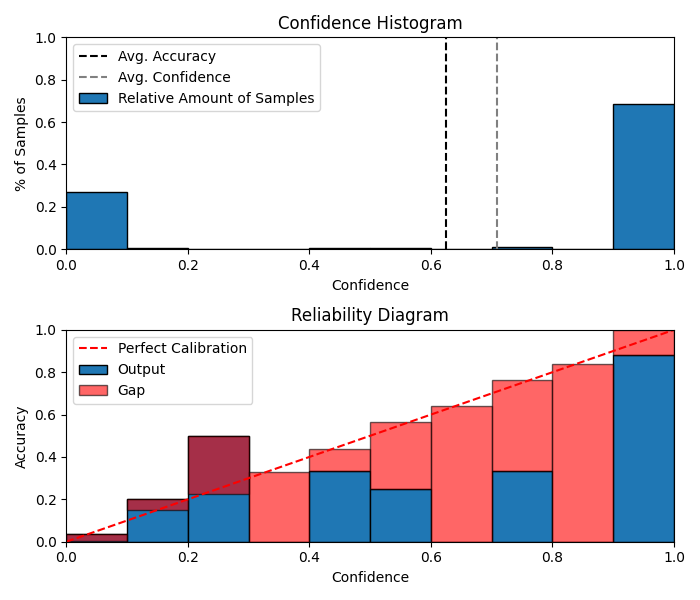 Confidence Histogram
1.0
0.8
0.6
0.4
0.2
0.0
% of Samples
Avg. Accuracy
Avg. Confidence
Relative Amount of Samples
0.0 0.2 0.4 0.6 0.8 1.0
Confidence
Reliability Diagram
1.0
0.8
0.6
0.4
0.2
0.0
Accuracy
Perfect Calibration
Output
Gap
0.0 0.2 0.4 0.6 0.8 1.0
Confidence